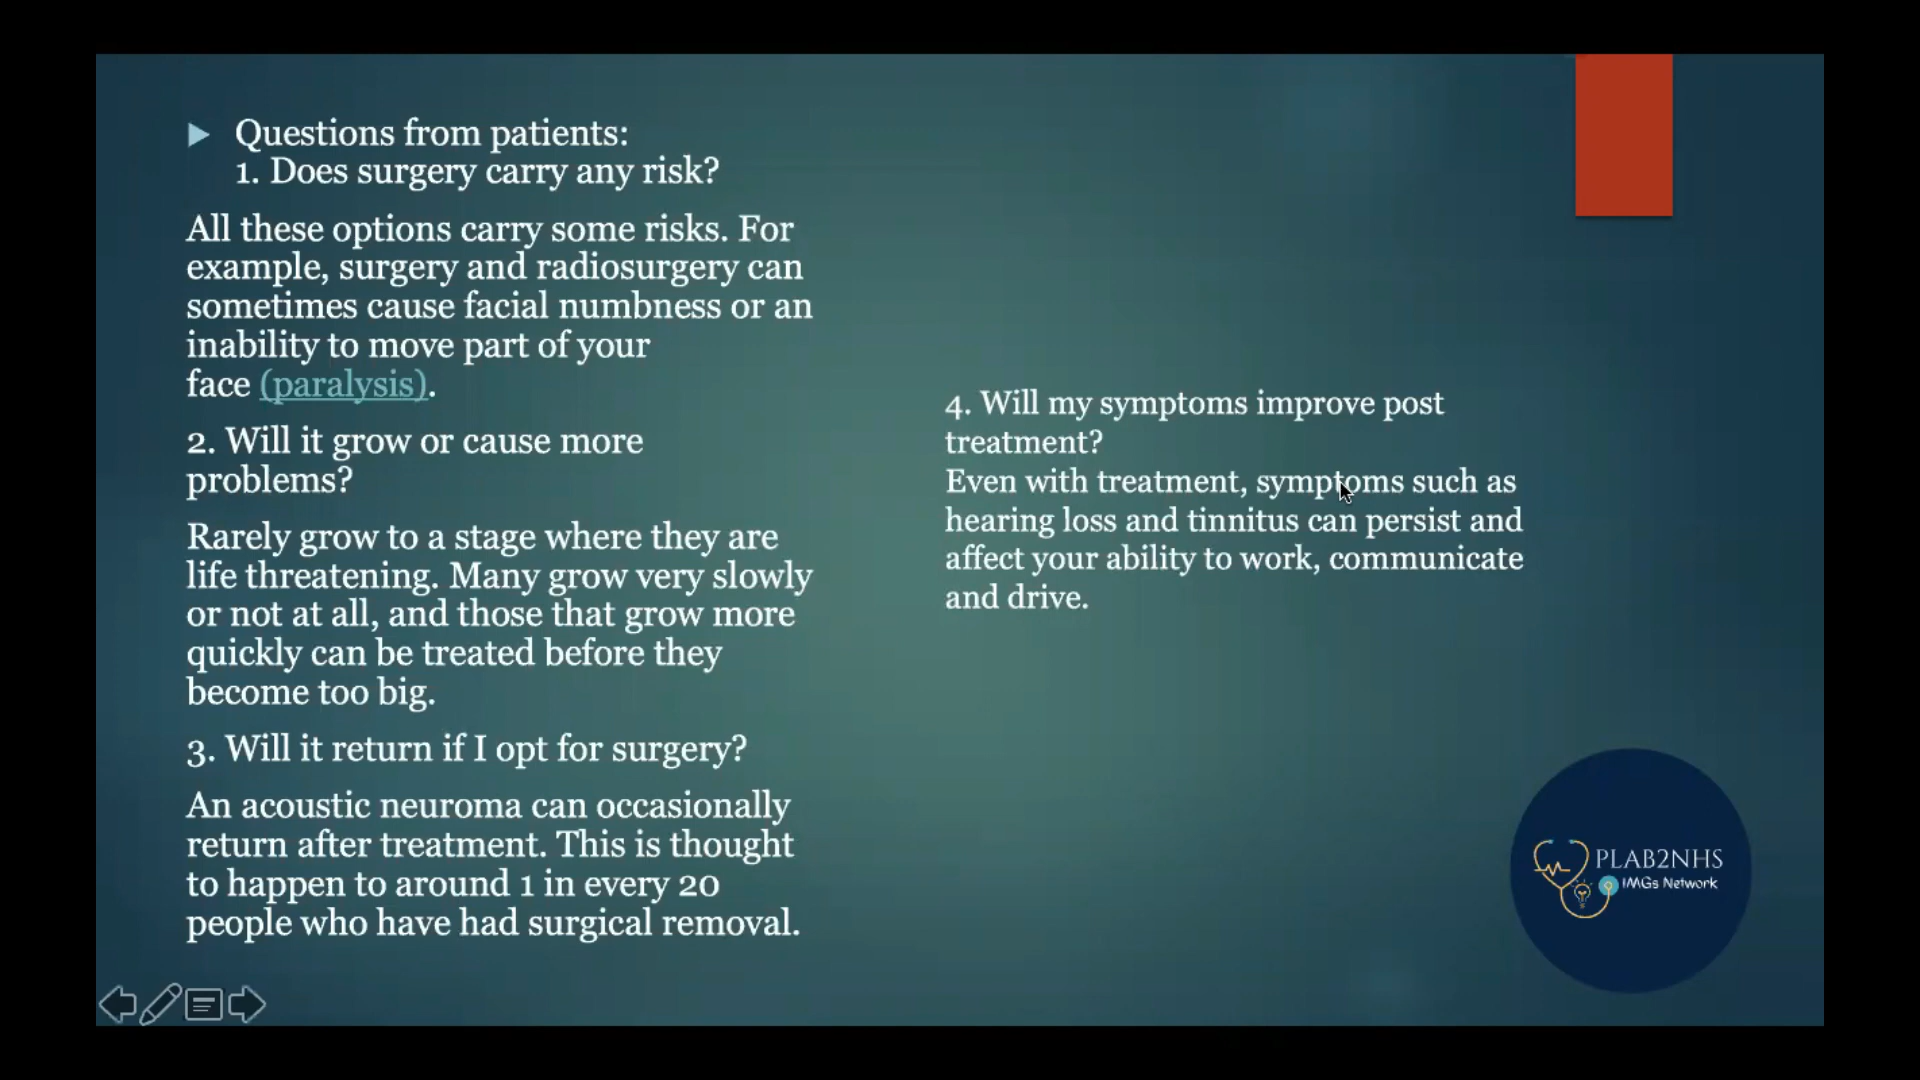 Questions from patients:
1. Does surgery carry any risk?
All these options carry some risks. For
example, surgery and radiosurgery can
sometimes cause facial numbness or an
inability to move part of your
face (paralysis).
2. Will it grow or cause more
problems?
Rarely grow to a stage where they are
life threatening. Many grow very slowly
or not at all, and those that grow more
quickly can be treated before they
become too big.
3. Will it return if I opt for surgery?
An acoustic neuroma can occasionally
return after treatment. This is thought
to happen to around 1 in every 20
people who have had surgical removal.
4. Will my symptoms improve post
treatment?
Even with treatment, symptoms such as
hearing loss and tinnitus can persist and
affect your ability to work, communicate
and drive.
PLAB2NHS
IMGs Network